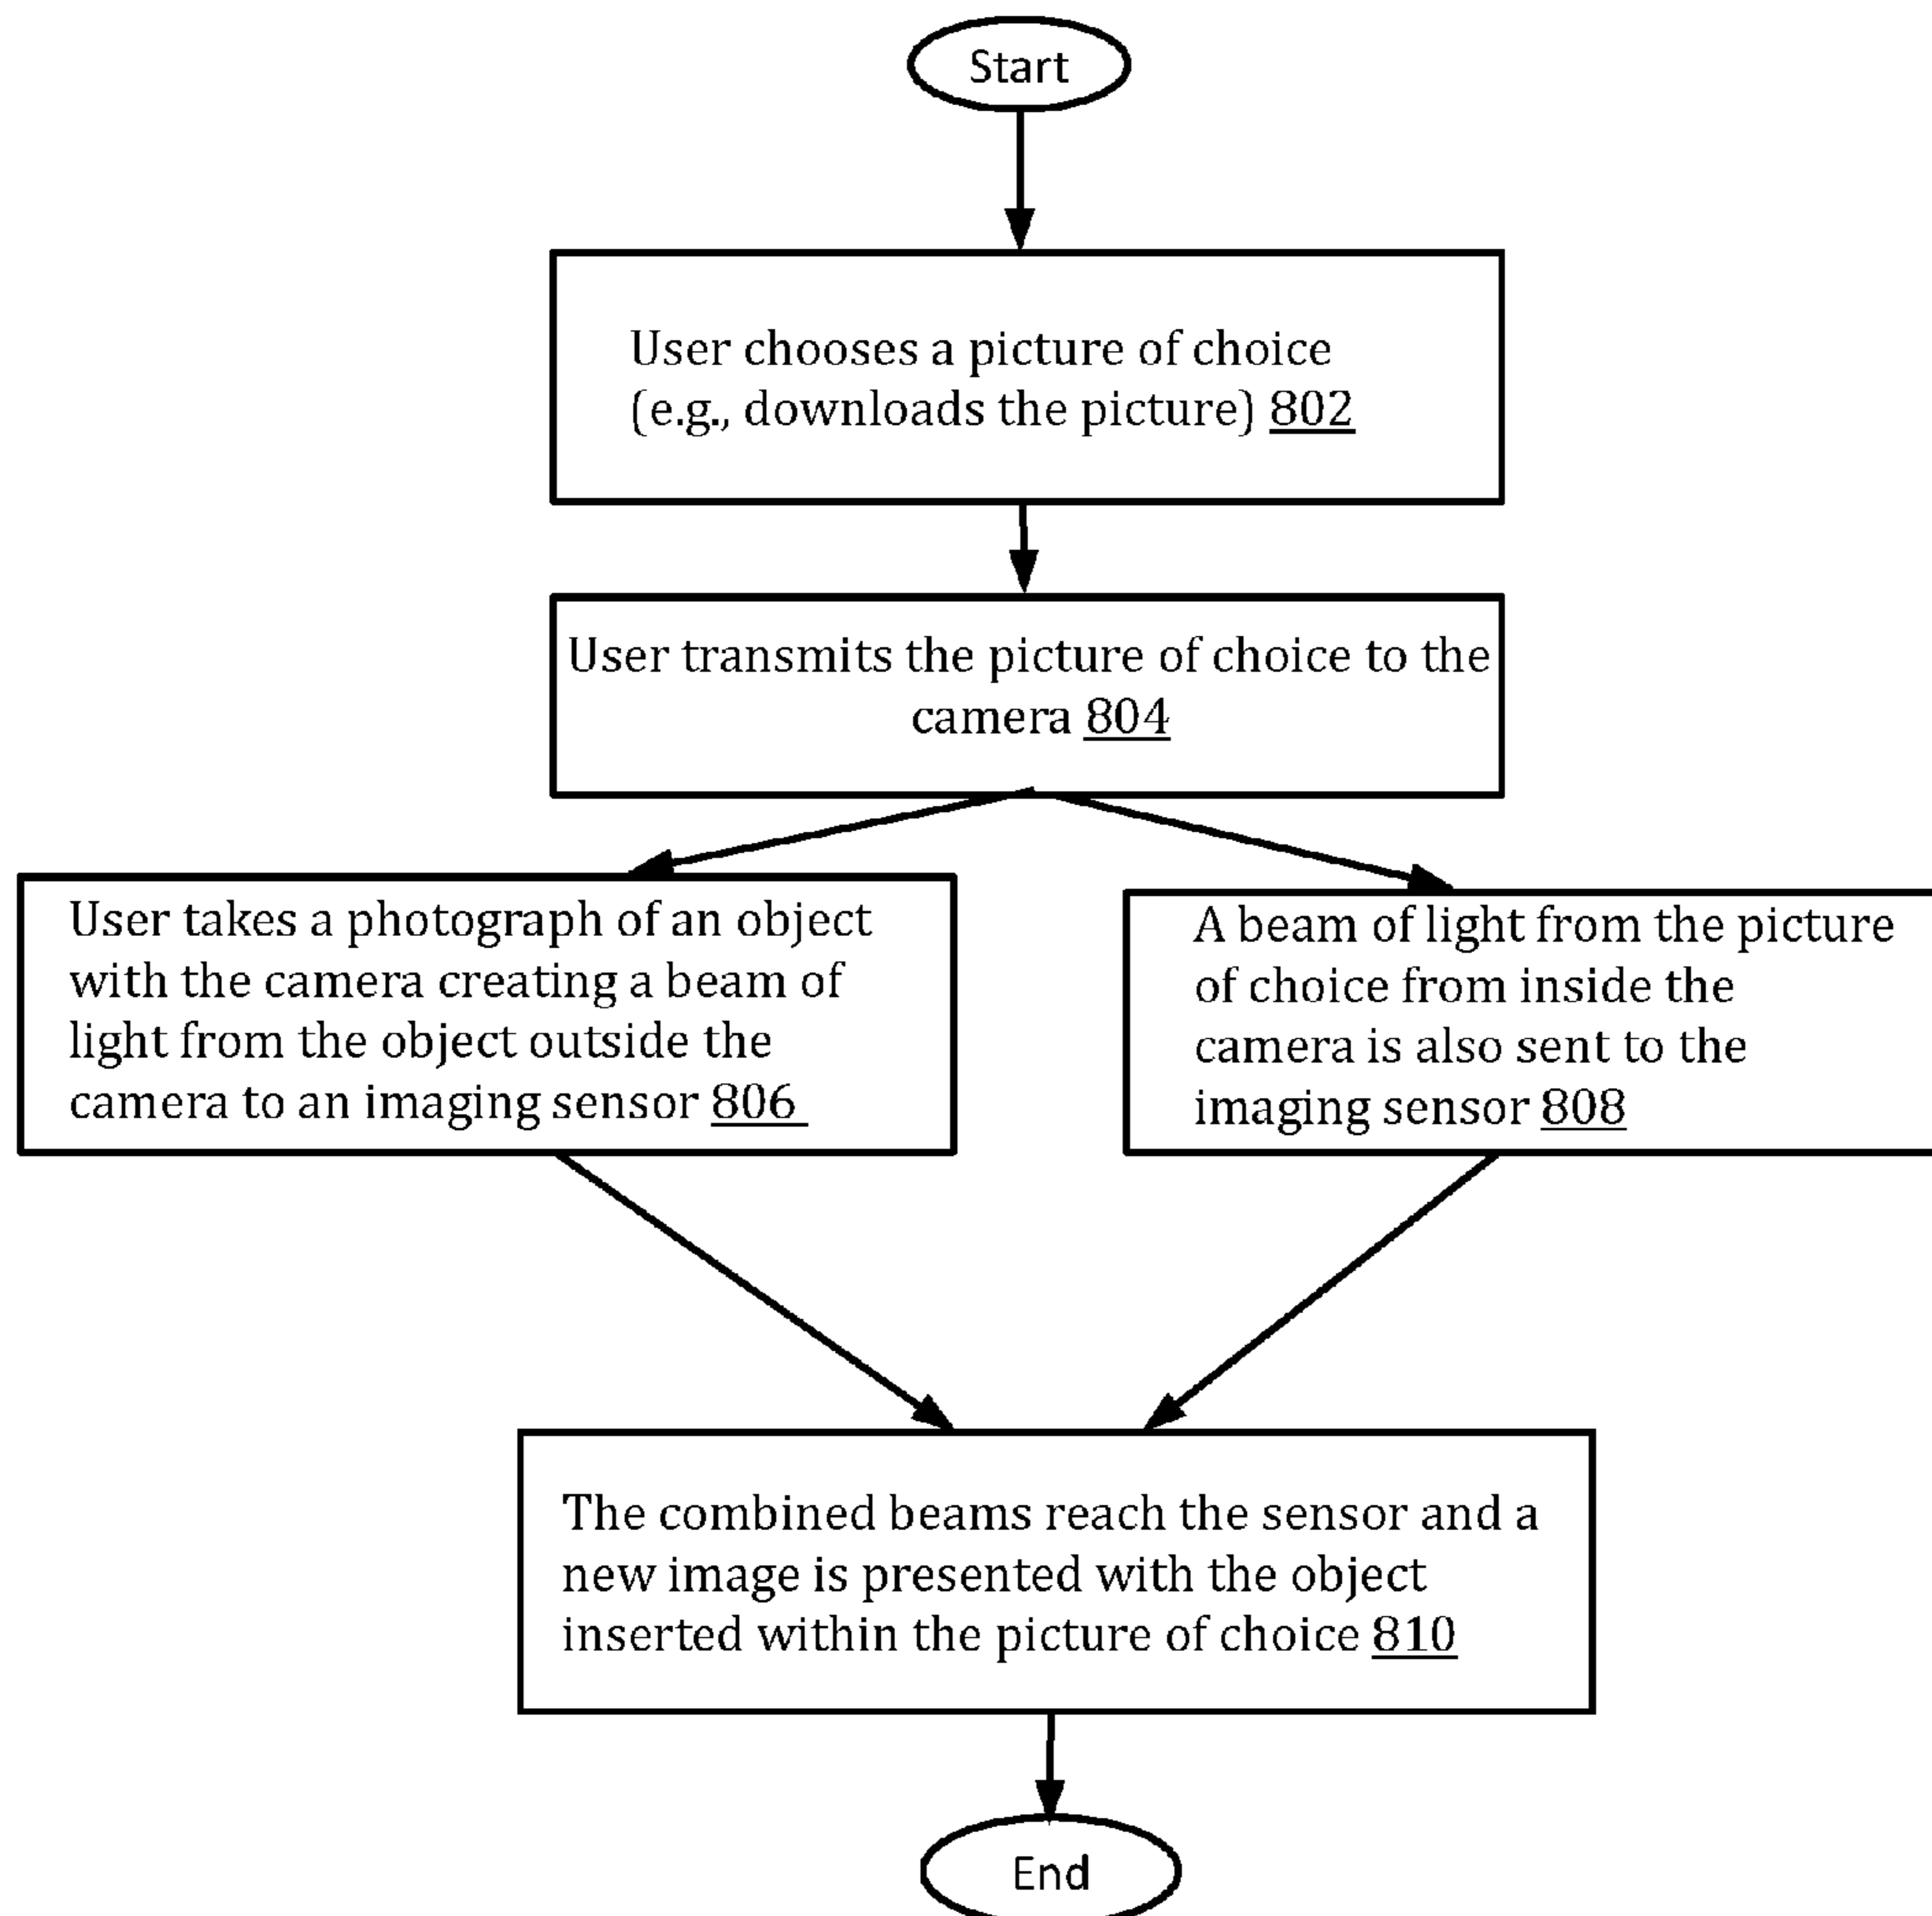 Start
User chooses a picture of choice
(e.g., downloads the picture) 802
User transmits the picture of choice to the
camera 804
User takes a photograph of an object
with the camera creating a beam of
light from the object outside the
camera to an imaging sensor 806
A beam of light from the picture
of choice from inside the
camera is also sent to the
imaging sensor 808
The combined beams reach the sensor and a
new image is presented with the object
inserted within the picture of choice 810
End